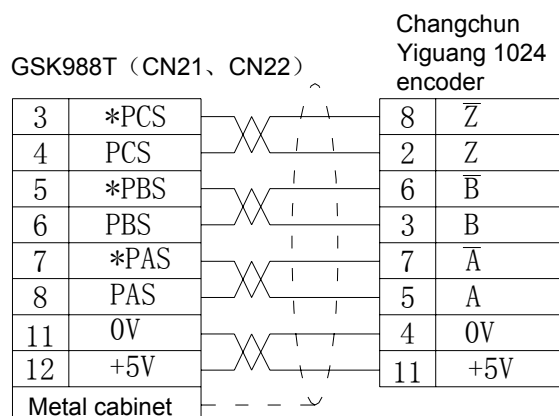 Changchun
Yiguang 1024
encoder
GSK988T（CN21、CN22）
3 *PCS 8 Z̅
4 PCS 2 Z
5 *PBS 6 B̅
6 PBS 3 B
7 *PAS 7 A̅
8 PAS 5 A
11 0V 4 0V
12 +5V 11 +5V
Metal cabinet